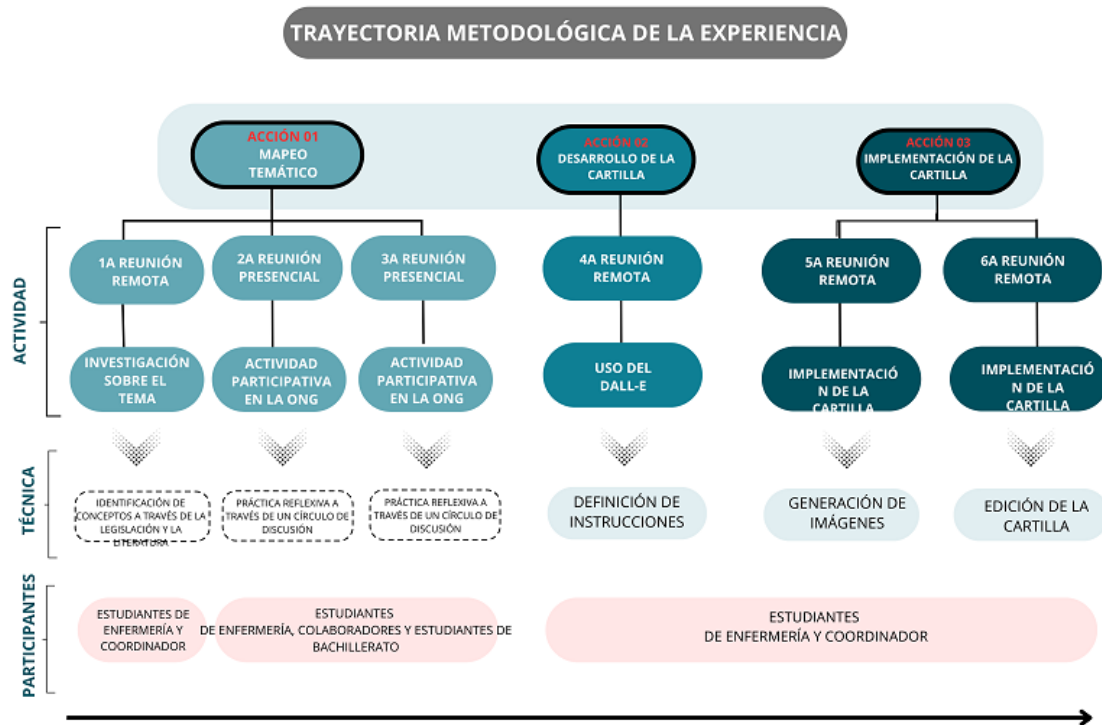 TRAYECTORIA METODOLÓGICA DE LA EXPERIENCIA
ACCIÓN 01
MAPEO
TEMÁTICO
ACCIÓN 02
DESARROLLO DE LA
CARTILLA
ACCIÓN 03
IMPLEMENTACIÓN DE LA
CARTILLA
ACTIVIDAD
1A REUNIÓN
REMOTA
2A REUNIÓN
PRESENCIAL
3A REUNIÓN
PRESENCIAL
4A REUNIÓN
REMOTA
5A REUNIÓN
REMOTA
6A REUNIÓN
REMOTA
INVESTIGACIÓN
SOBRE EL
TEMA
ACTIVIDAD
PARTICIPATIVA
EN LA ONG
ACTIVIDAD
PARTICIPATIVA
EN LA ONG
USO DEL
DALL-E
IMPLEMENTACIÓ
N DE LA
CARTILLA
IMPLEMENTACIÓ
N DE LA
CARTILLA
TÉCNICA
IDENTIFICACIÓN DE
CONCEPTOS A TRAVÉS DE LA
LEGISLACIÓN Y LA
LITERATURA
PRÁCTICA REFLEXIVA A
TRAVÉS DE UN CÍRCULO DE
DISCUSIÓN
PRÁCTICA REFLEXIVA A
TRAVÉS DE UN CÍRCULO DE
DISCUSIÓN
DEFINICIÓN DE
INSTRUCCIONES
GENERACIÓN DE
IMÁGENES
EDICIÓN DE LA
CARTILLA
PARTICIPANTES
ESTUDIANTES DE
ENFERMERÍA Y
COORDINADOR
ESTUDIANTES
DE ENFERMERÍA, COLABORADORES Y ESTUDIANTES DE
BACHILLERATO
ESTUDIANTES
DE ENFERMERÍA Y COORDINADOR